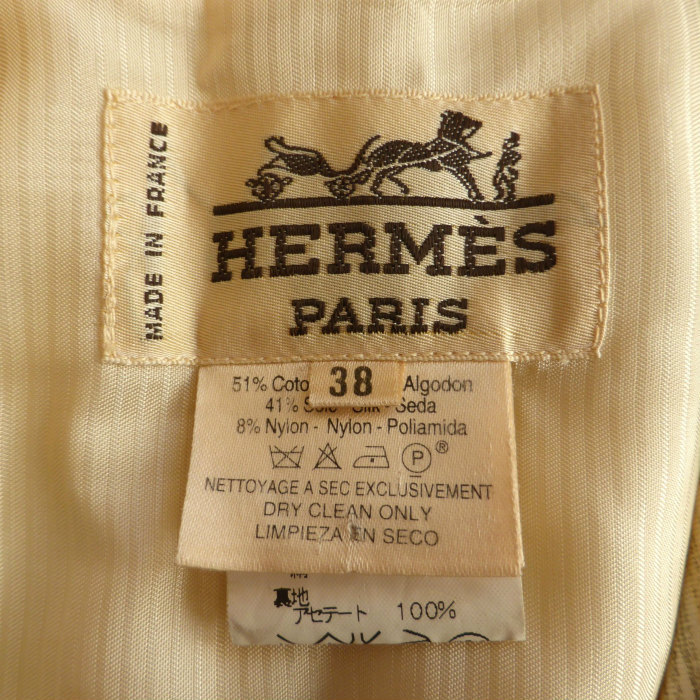 MADE IN FRANCE
HERMÈS
PARIS
38
51% Coto Algodon
41% Soie - Silk - Seda
8% Nylon - Nylon - Poliamida
P ®
NETTOYAGE A SEC EXCLUSIVEMENT
DRY CLEAN ONLY
LIMPIEZA EN SECO
裏地
アセテート 100%